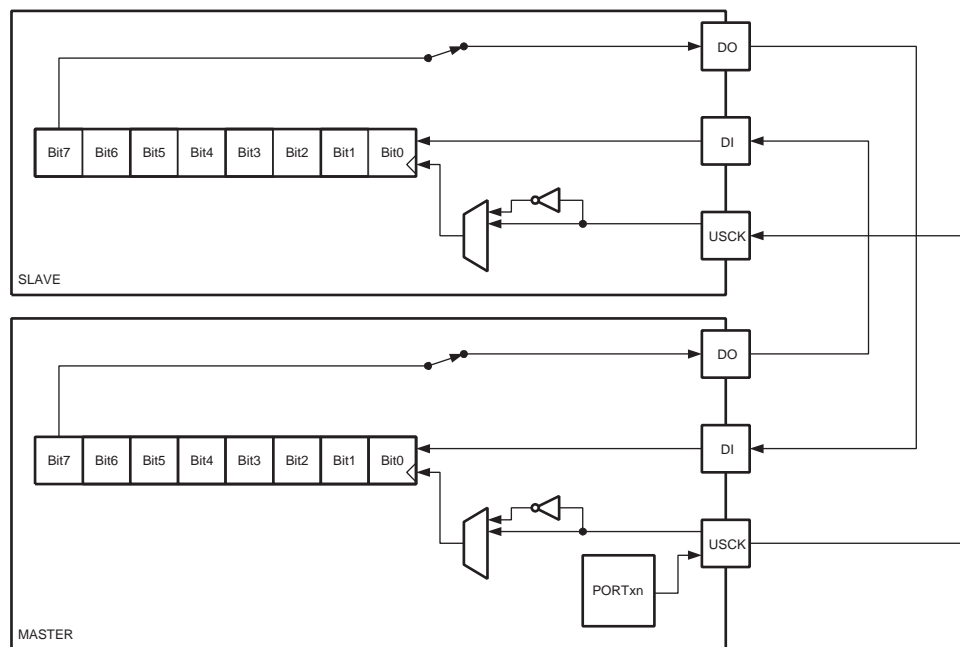 DO
Bit7 Bit6 Bit5 Bit4 Bit3 Bit2 Bit1 Bit0
DI
USCK
SLAVE
DO
Bit7 Bit6 Bit5 Bit4 Bit3 Bit2 Bit1 Bit0
DI
USCK
PORTxn
MASTER